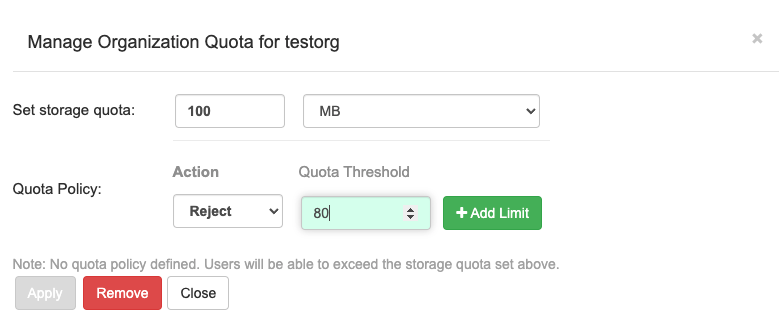 Manage Organization Quota for testorg ×
Set storage quota: 100 MB
Action Quota Threshold
Quota Policy: Reject 80 + Add Limit
Note: No quota policy defined. Users will be able to exceed the storage quota set above.
Apply Remove Close